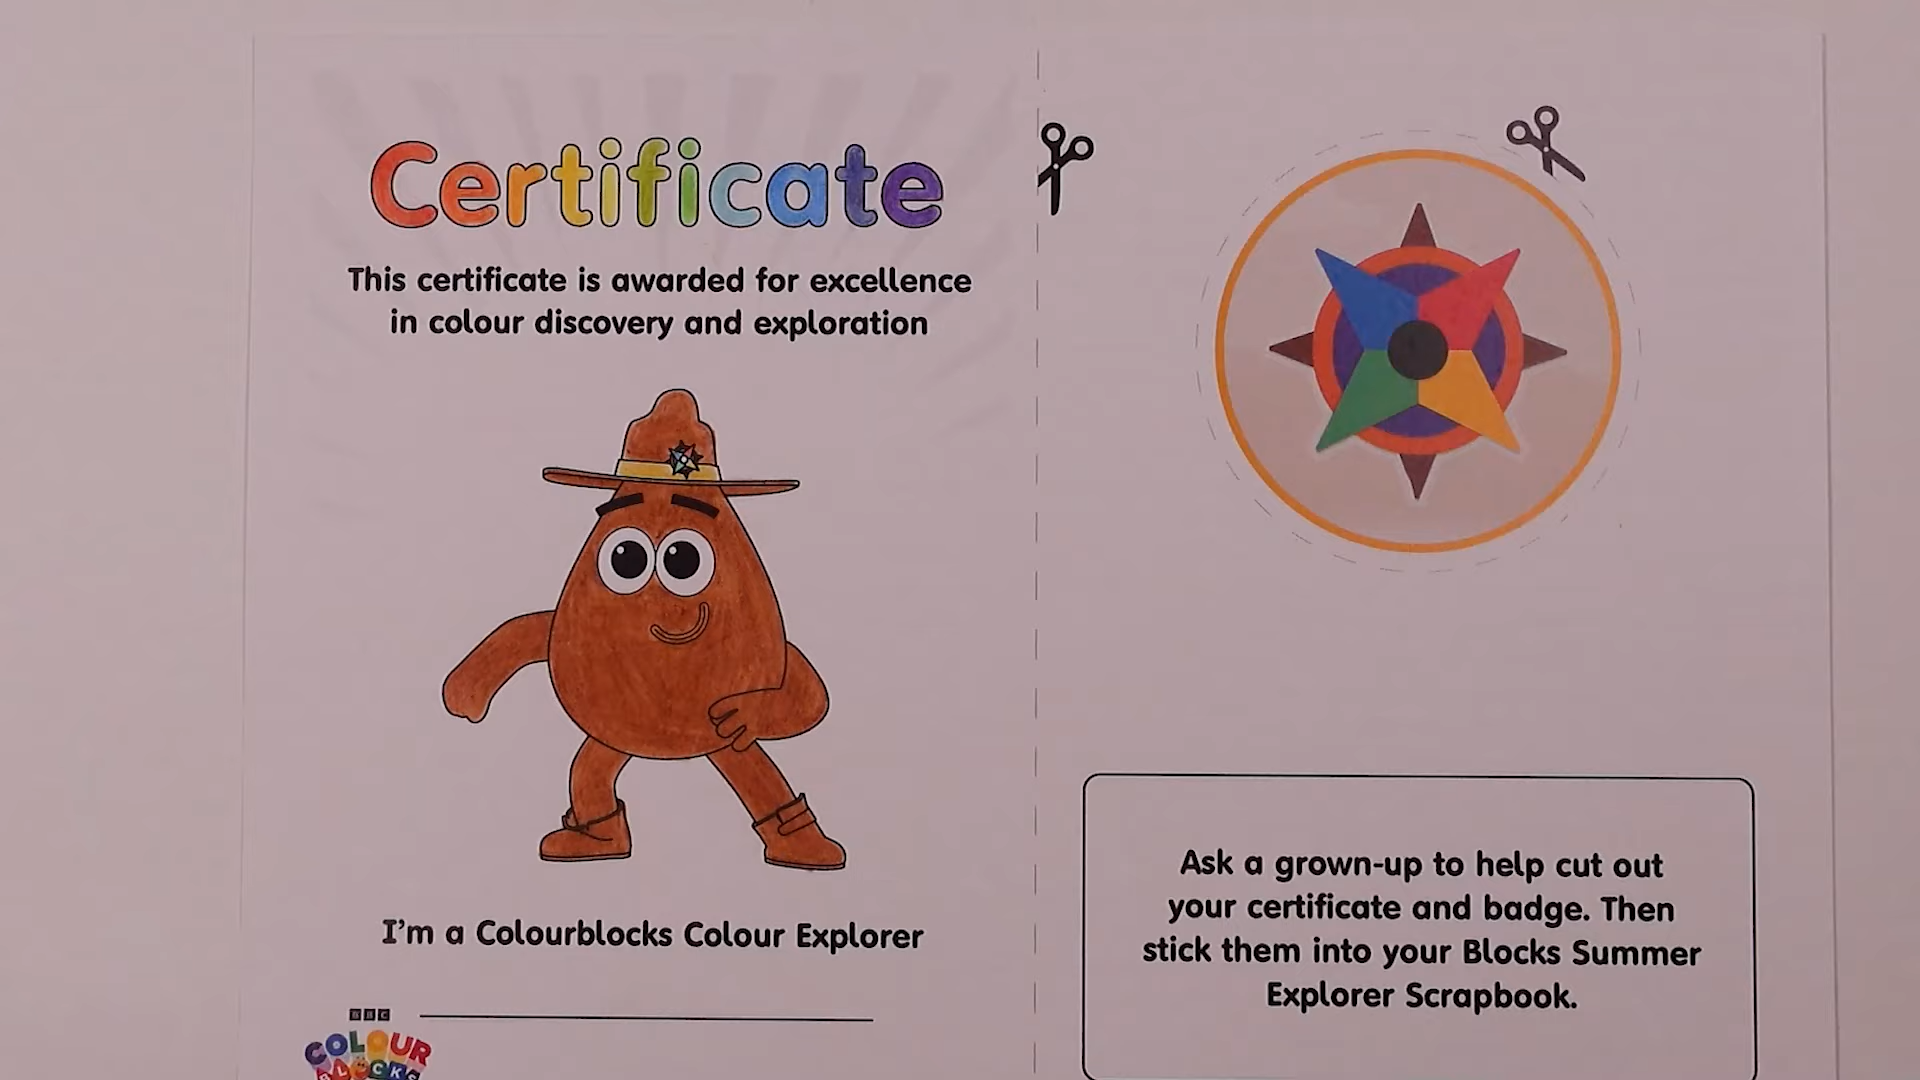 Certificate
This certificate is awarded for excellence
in colour discovery and exploration
I'm a Colourblocks Colour Explorer
BBC
COLOUR
BLOCKS
Ask a grown-up to help cut out
your certificate and badge. Then
stick them into your Blocks Summer
Explorer Scrapbook.